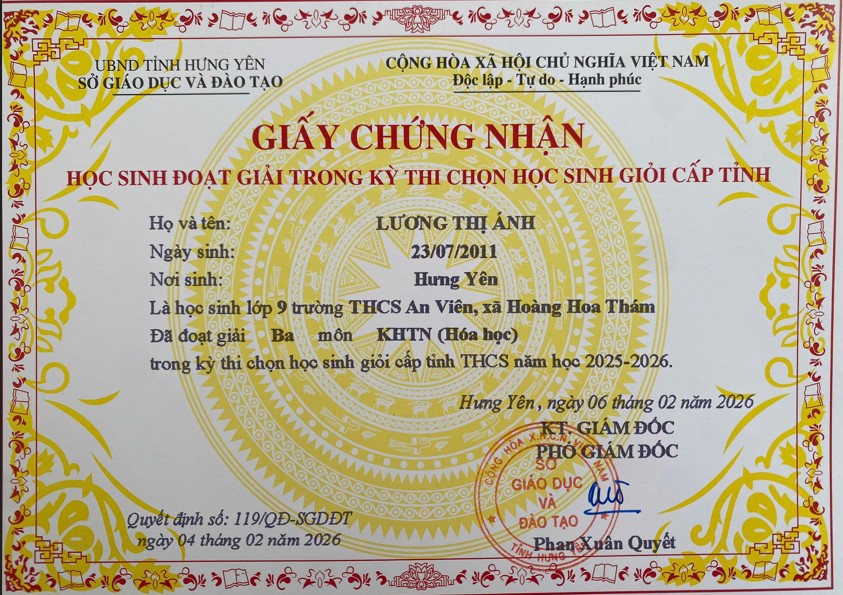 UBND TỈNH HƯNG YÊN
SỞ GIÁO DỤC VÀ ĐÀO TẠO
CỘNG HÒA XÃ HỘI CHỦ NGHĨA VIỆT NAM
Độc lập - Tự do - Hạnh phúc
GIẤY CHỨNG NHẬN
HỌC SINH ĐOẠT GIẢI TRONG KỲ THI CHỌN HỌC SINH GIỎI CẤP TỈNH
Họ và tên: LƯƠNG THỊ ÁNH
Ngày sinh: 23/07/2011
Nơi sinh: Hưng Yên
Là học sinh lớp 9 trường THCS An Viên, xã Hoàng Hoa Thám
Đã đoạt giải Ba môn KHTN (Hóa học)
trong kỳ thi chọn học sinh giỏi cấp tỉnh THCS năm học 2025-2026.
Hưng Yên , ngày 06 tháng 02 năm 2026
KT. GIÁM ĐỐC
PHÓ GIÁM ĐỐC
CỘNG HÒA X.H.C.N VIỆT NAM
SỞ
GIÁO DỤC
VÀ
ĐÀO TẠO
TỈNH HƯNG
Phan Xuân Quyết
Quyết định số: 119/QĐ-SGDĐT
ngày 04 tháng 02 năm 2026